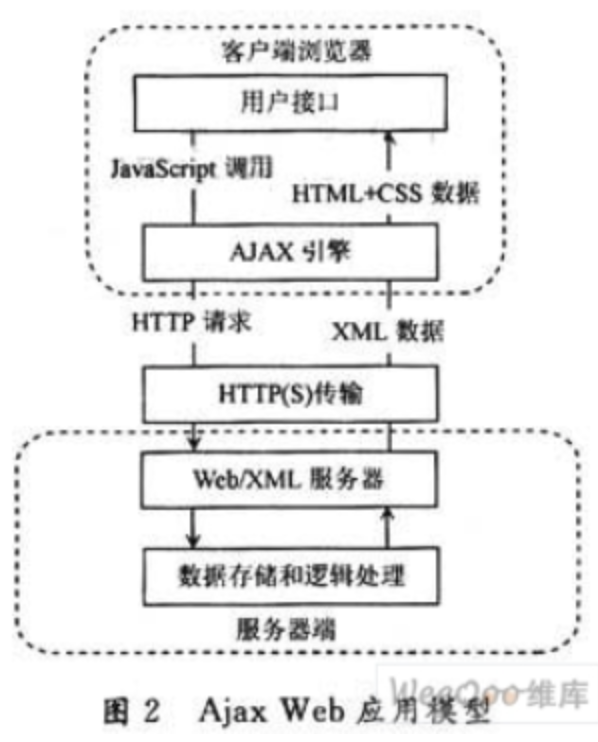 客户端浏览器
用户接口
JavaScript 调用
HTML+CSS 数据
AJAX 引擎
HTTP 请求
XML 数据
HTTP(S)传输
Web/XML 服务器
数据存储和逻辑处理
服务器端
WeeQoo维库
图 2 Ajax Web 应用模型